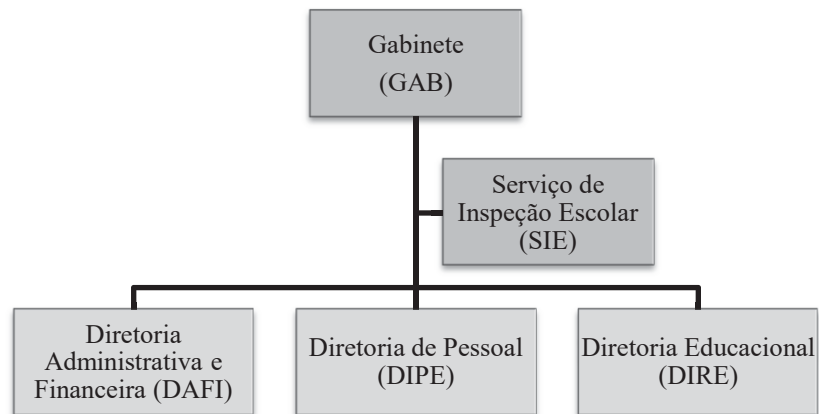 Gabinete
(GAB)
Serviço de
Inspeção Escolar
(SIE)
Diretoria
Administrativa e
Financeira (DAFI)
Diretoria de Pessoal
(DIPE)
Diretoria Educacional
(DIRE)